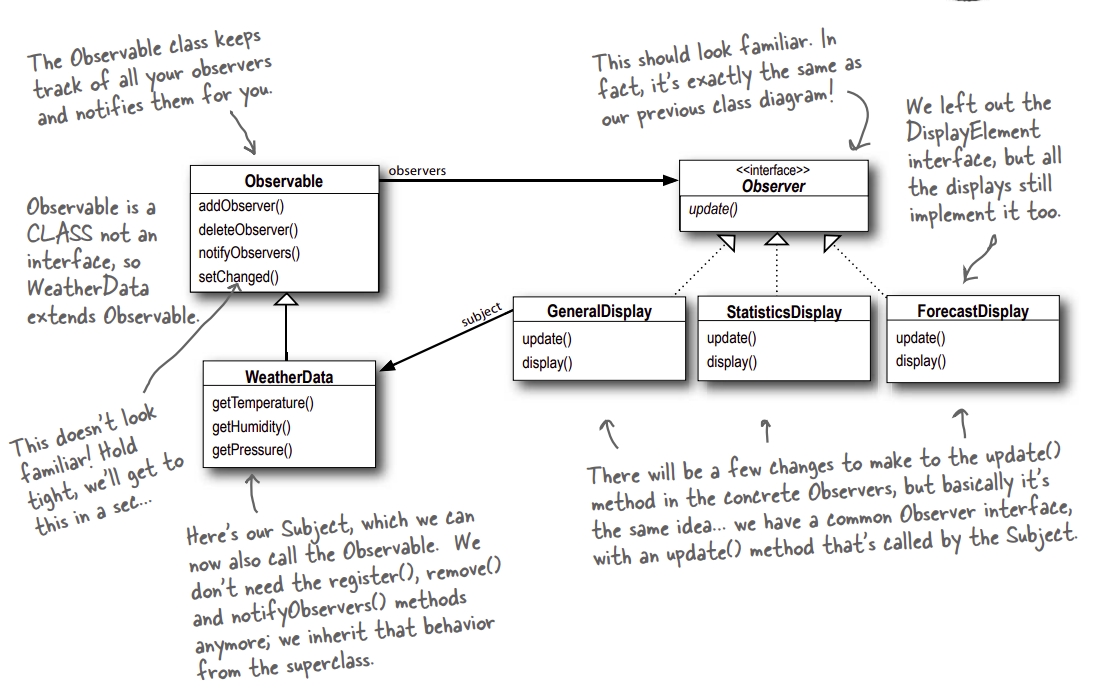 The Observable class keeps
track of all your observers
and notifies them for you.
This should look familiar. In
fact, it's exactly the same as
our previous class diagram!
We left out the
DisplayElement
interface, but all
the displays still
implement it too.
Observable is a
CLASS not an
interface, so
WeatherData
extends Observable.
Observable
addObserver()
deleteObserver()
notifyObservers()
setChanged()
observers
<<interface>>
Observer
update()
subject
GeneralDisplay
update()
display()
StatisticsDisplay
update()
display()
ForecastDisplay
update()
display()
WeatherData
getTemperature()
getHumidity()
getPressure()
This doesn't look
familiar! Hold
tight, we'll get to
this in a sec...
Here's our Subject, which we can
now also call the Observable. We
don't need the register(), remove()
and notifyObservers() methods
anymore; we inherit that behavior
from the superclass.
There will be a few changes to make to the update()
method in the concrete Observers, but basically it's
the same idea... we have a common Observer interface,
with an update() method that's called by the Subject.